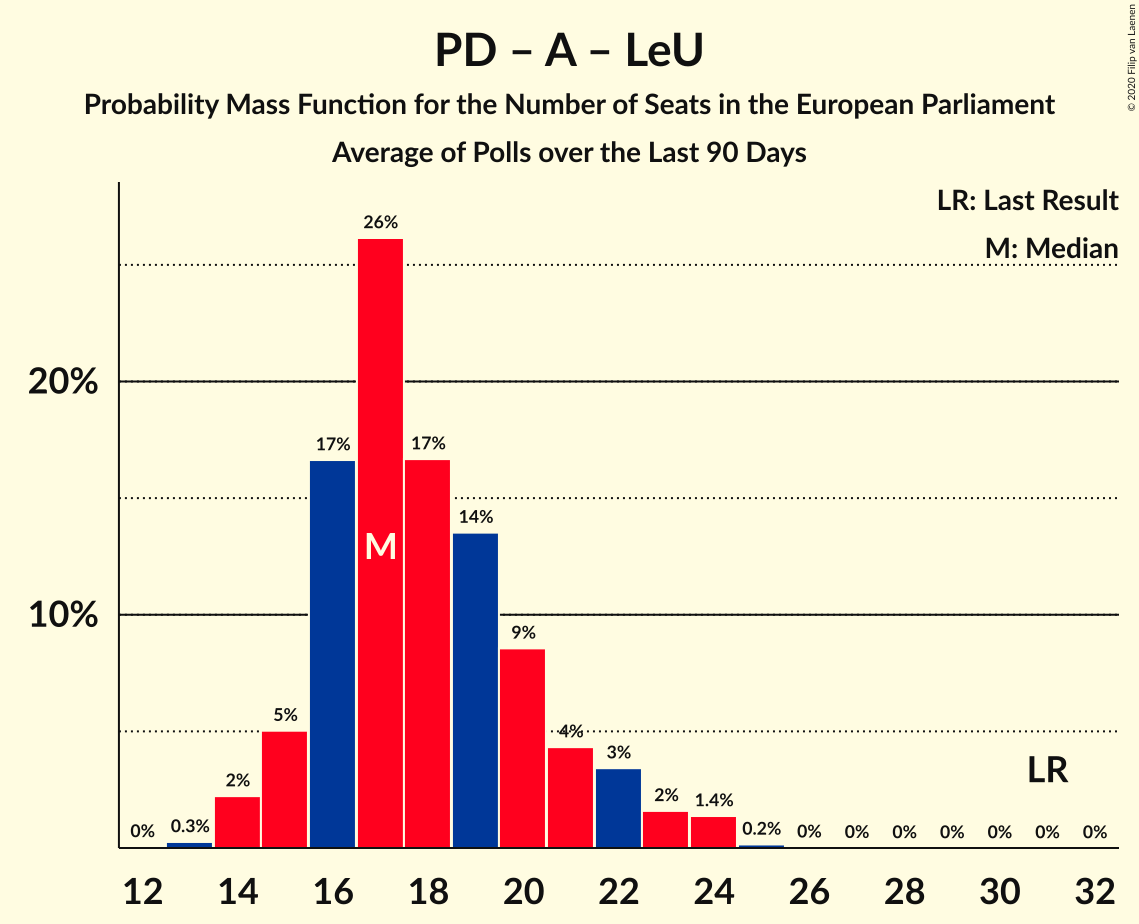 PD – A – LeU
Probability Mass Function for the Number of Seats in the European Parliament
Average of Polls over the Last 90 Days
© 2020 Filip van Laenen
LR: Last Result
M: Median
20%
10%
0%
0.3%
2%
5%
17%
26%
17%
14%
9%
4%
3%
2%
1.4%
0.2%
0%
0%
0%
0%
0%
0%
0%
M
LR
12 14 16 18 20 22 24 26 28 30 32